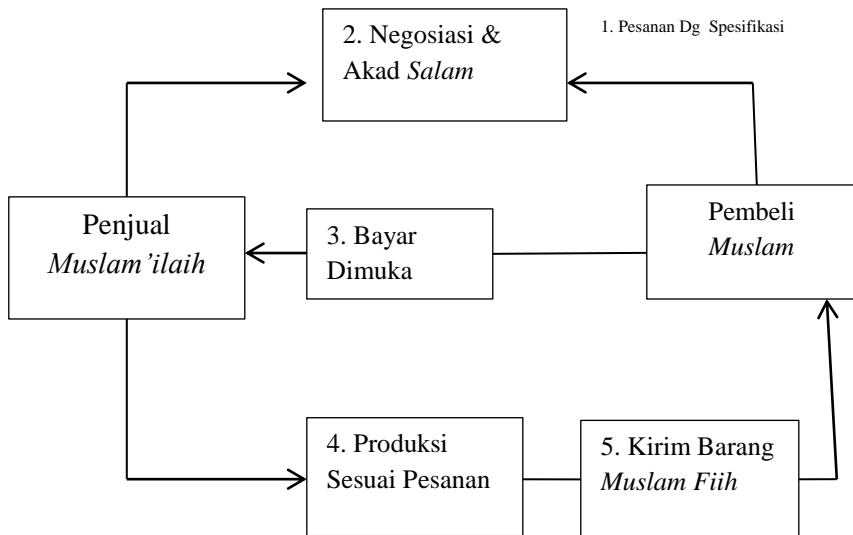 1. Pesanan Dg Spesifikasi
2. Negosiasi &
Akad Salam
Penjual
Muslam’ilaih
3. Bayar
Dimuka
Pembeli
Muslam
4. Produksi
Sesuai Pesanan
5. Kirim Barang
Muslam Fiih